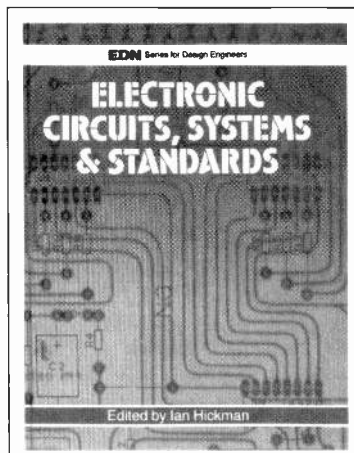 EDN Series for Design Engineers
ELECTRONIC
CIRCUITS, SYSTEMS
& STANDARDS
Edited by Ian Hickman